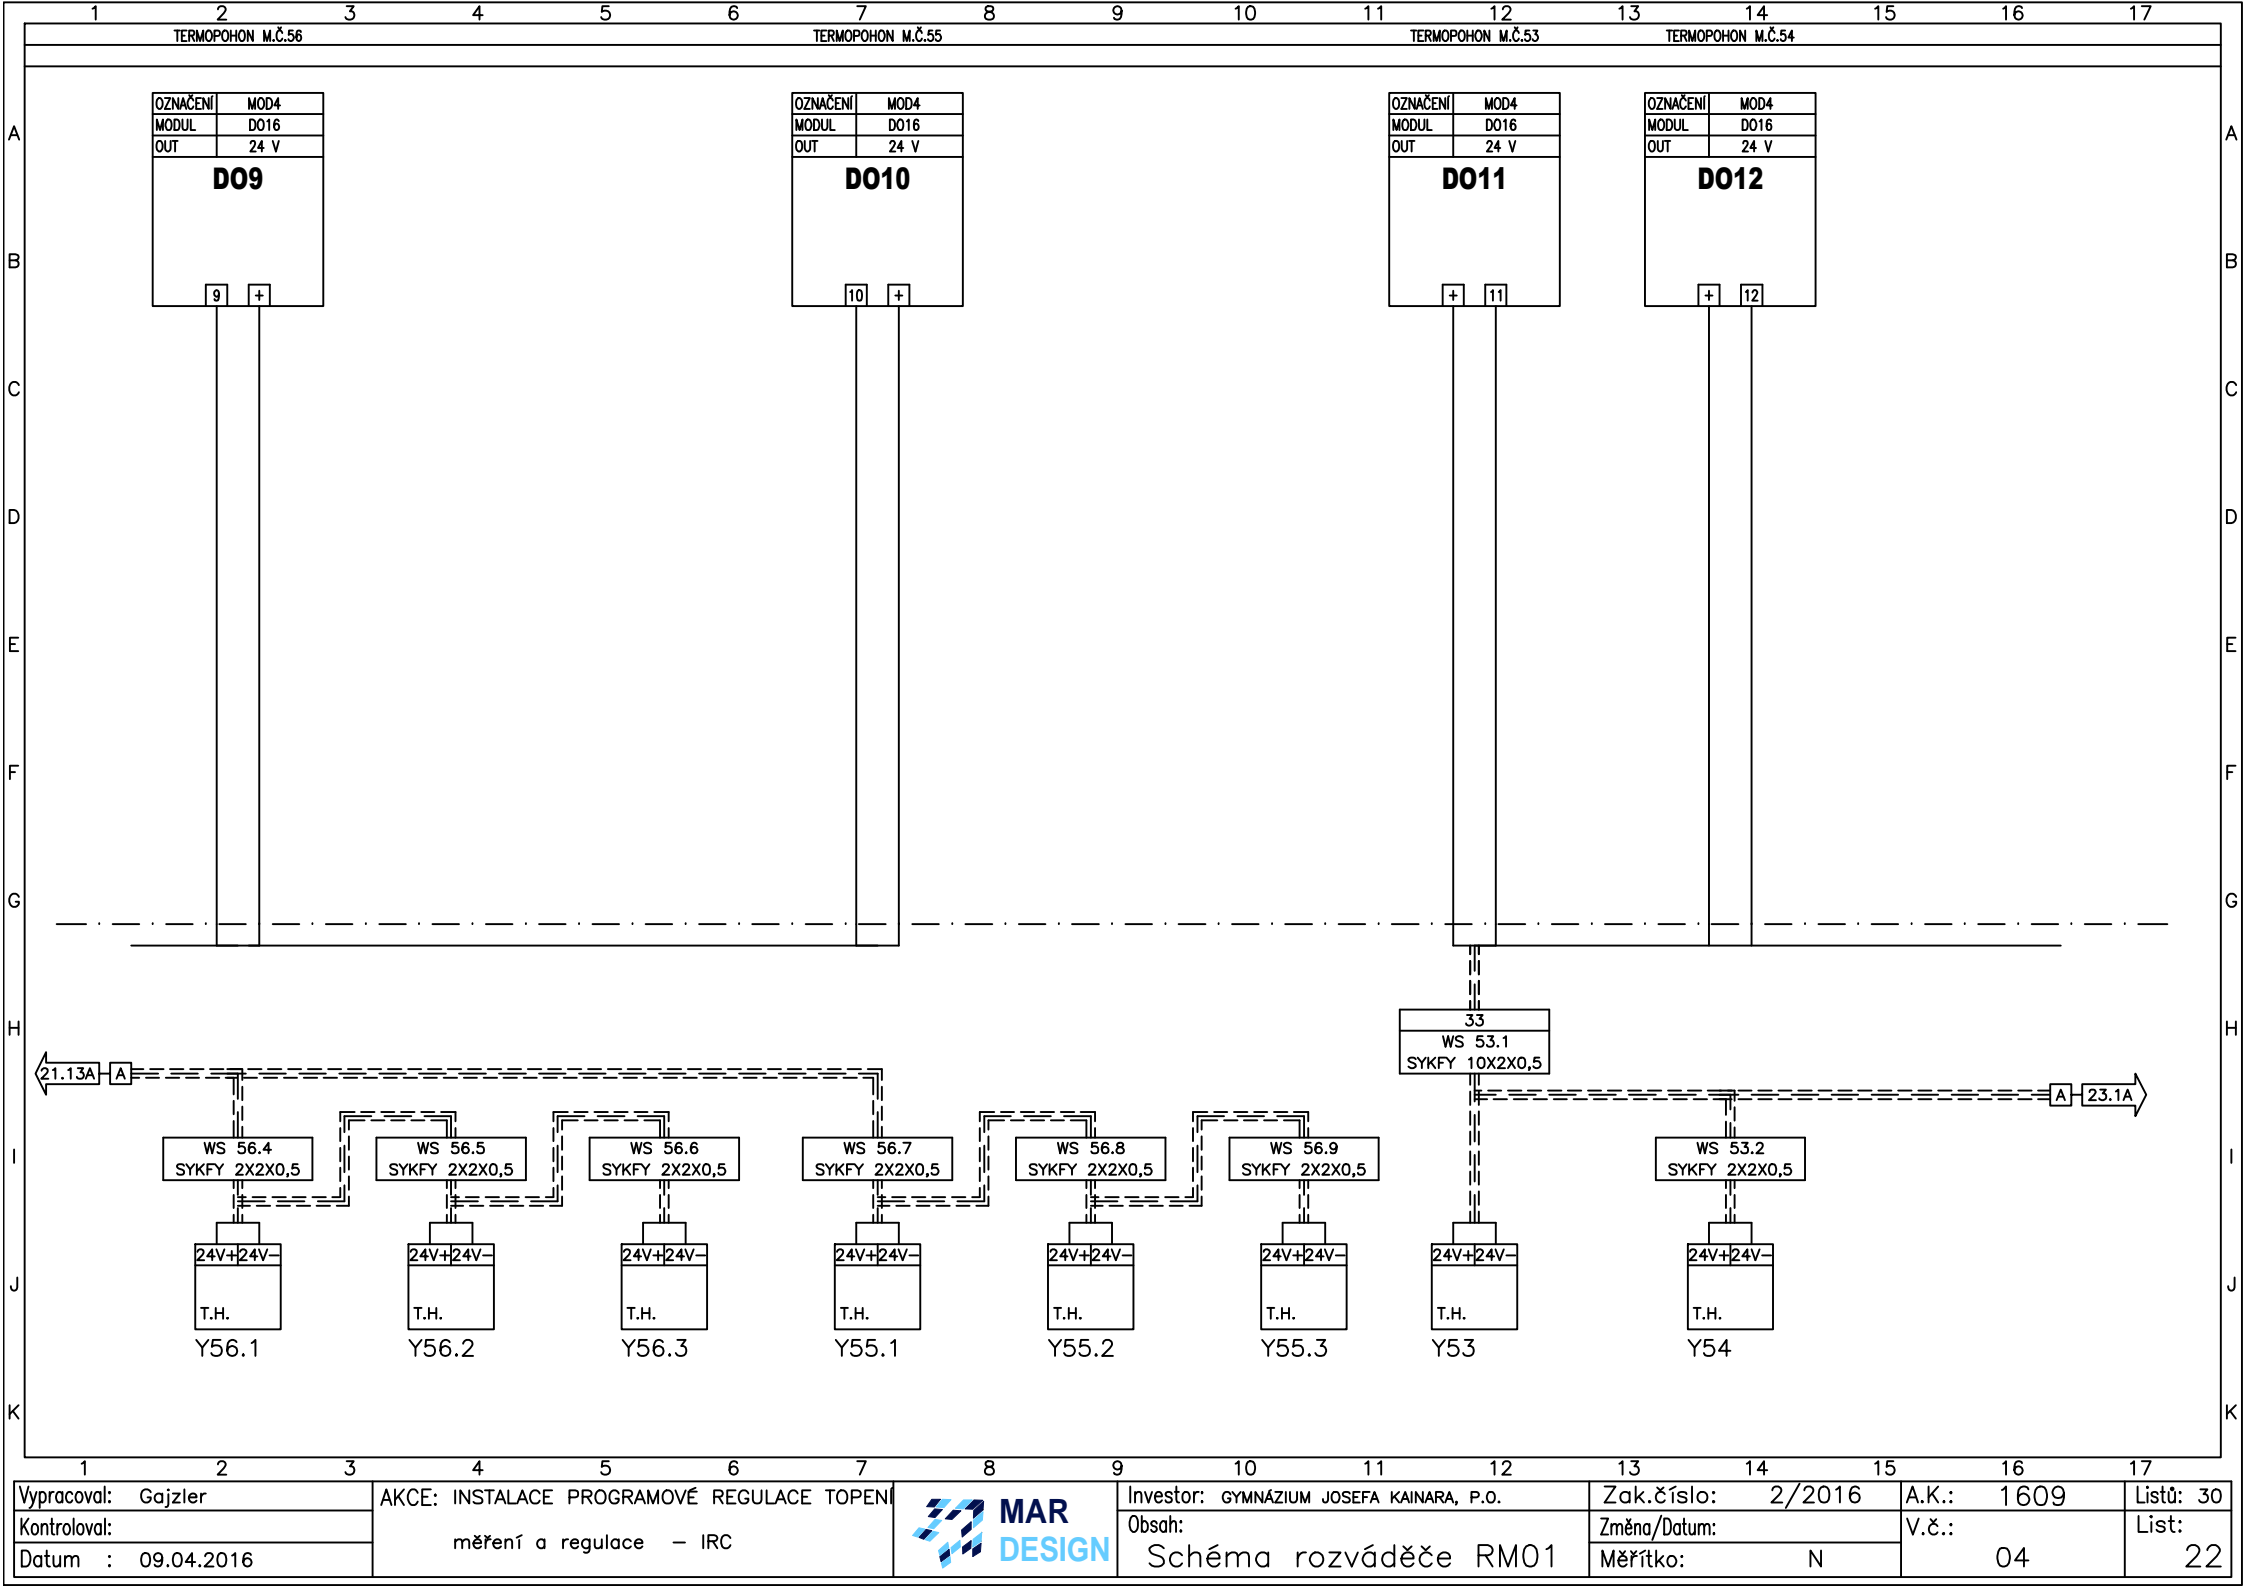 1 2 3 4 5 6 7 8 9 10 11 12 13 14 15 16 17
TERMOPOHON M.Č.56 TERMOPOHON M.Č.55 TERMOPOHON M.Č.53 TERMOPOHON M.Č.54
OZNAČENÍ MOD4 OZNAČENÍ MOD4 OZNAČENÍ MOD4 OZNAČENÍ MOD4
A MODUL DO16 MODUL DO16 MODUL DO16 MODUL DO16 A
OUT 24 V OUT 24 V OUT 24 V OUT 24 V
DO9 DO10 DO11 DO12
B B
9 + 10 + + 11 + 12
C C
D D
E E
F F
G G
H 33 H
WS 53.1
SYKFY 10X2X0,5
21.13A A
A 23.1A
I WS 56.4 WS 56.5 WS 56.6 WS 56.7 WS 56.8 WS 56.9 WS 53.2 I
SYKFY 2X2X0,5 SYKFY 2X2X0,5 SYKFY 2X2X0,5 SYKFY 2X2X0,5 SYKFY 2X2X0,5 SYKFY 2X2X0,5 SYKFY 2X2X0,5
24V+ 24V- 24V+ 24V- 24V+ 24V- 24V+ 24V- 24V+ 24V- 24V+ 24V- 24V+ 24V- 24V+ 24V-
J J
T.H. T.H. T.H. T.H. T.H. T.H. T.H. T.H.
Y56.1 Y56.2 Y56.3 Y55.1 Y55.2 Y55.3 Y53 Y54
K K
1 2 3 4 5 6 7 8 9 10 11 12 13 14 15 16 17
Vypracoval: Gajzler
Kontroloval:
Datum : 09.04.2016
AKCE: INSTALACE PROGRAMOVÉ REGULACE TOPENÍ
měření a regulace – IRC
MAR
DESIGN
Investor: GYMNÁZIUM JOSEFA KAINARA, P.O.
Obsah:
Schéma rozváděče RM01
Zak.číslo: 2/2016
Změna/Datum:
Měřítko: N
A.K.: 1609
V.č.:
04
Listů: 30
List:
22